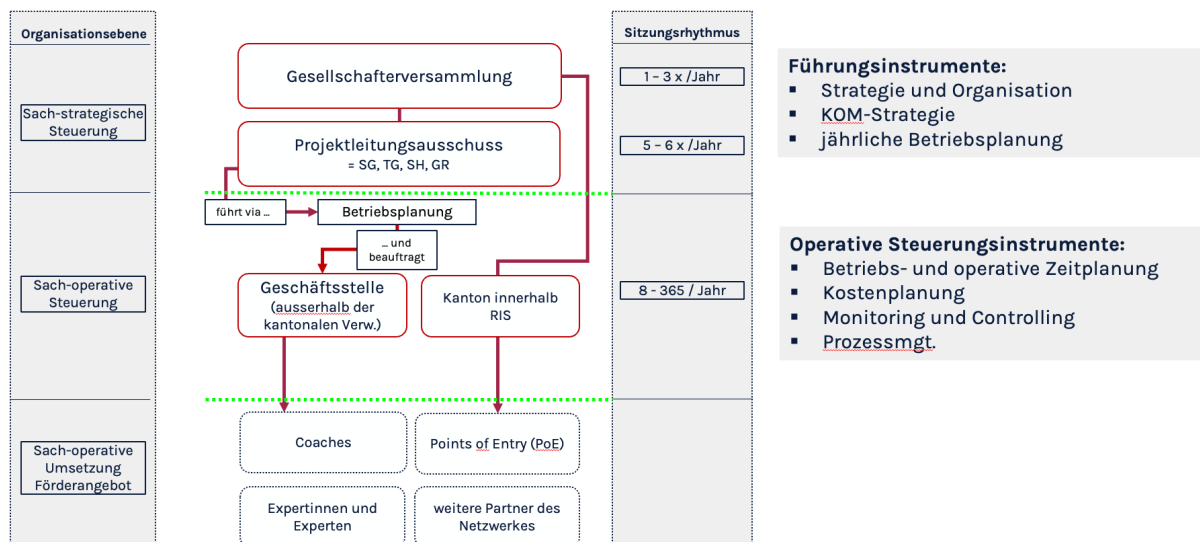 Organisationsebene
Sach-strategische
Steuerung
Sach-operative
Steuerung
Sach-operative
Umsetzung
Förderangebot
Gesellschafterversammlung
Projektleitungsausschuss
= SG, TG, SH, GR
führt via …
Betriebsplanung
… und
beauftragt
Geschäftsstelle
(ausserhalb der
kantonalen Verw.)
Kanton innerhalb
RIS
Coaches
Points of Entry (PoE)
Expertinnen und
Experten
weitere Partner des
Netzwerkes
Sitzungsrhythmus
1 – 3 x /Jahr
5 – 6 x /Jahr
8 - 365 / Jahr
Führungsinstrumente:
▪ Strategie und Organisation
▪ KOM-Strategie
▪ jährliche Betriebsplanung
Operative Steuerungsinstrumente:
▪ Betriebs- und operative Zeitplanung
▪ Kostenplanung
▪ Monitoring und Controlling
▪ Prozessmgt.